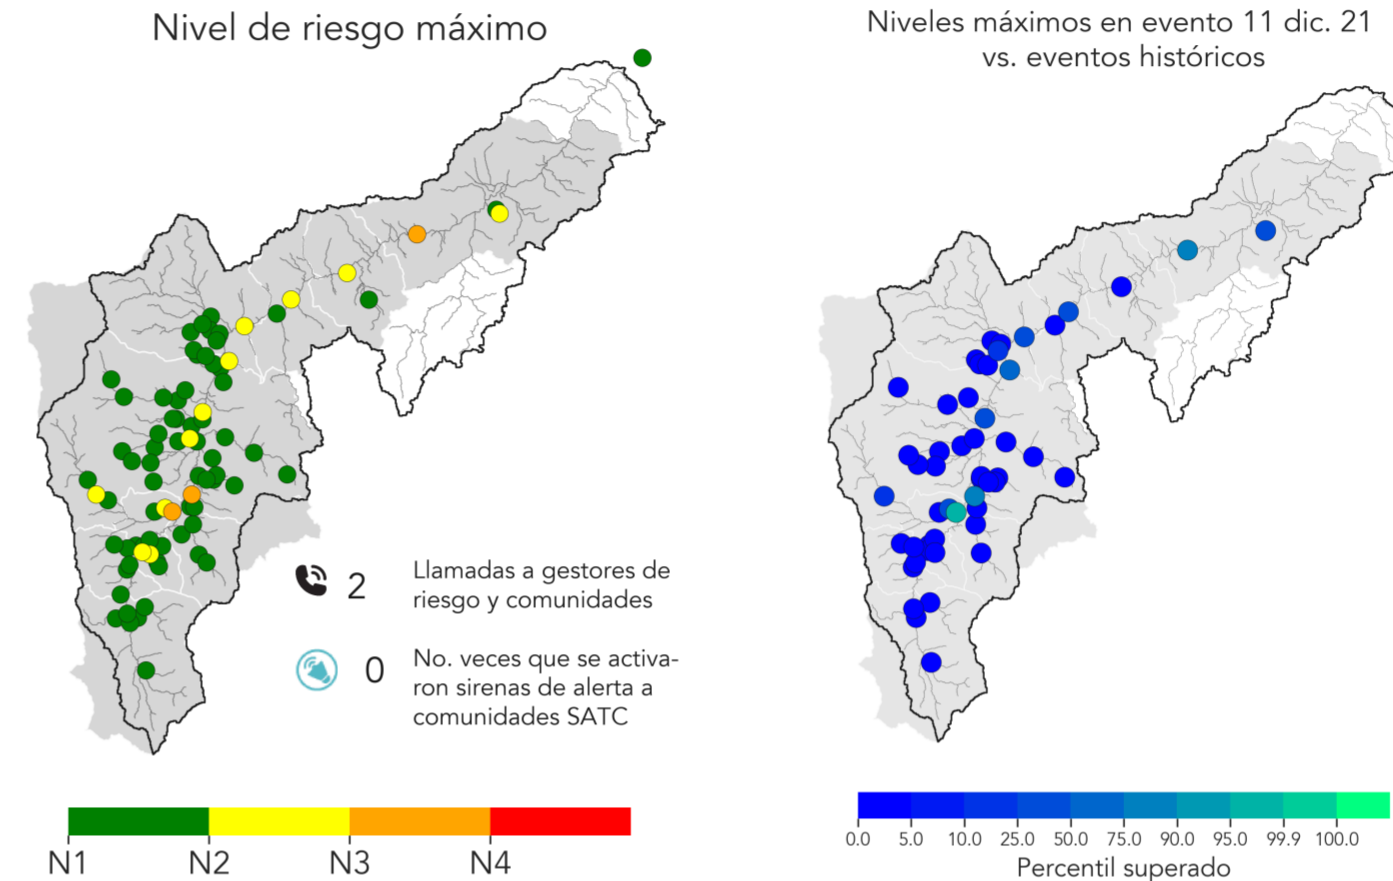 Nivel de riesgo máximo
2
Llamadas a gestores de
riesgo y comunidades
0
No. veces que se activa-
ron sirenas de alerta a
comunidades SATC
N1 N2 N3 N4
Niveles máximos en evento 11 dic. 21
vs. eventos históricos
0.0 5.0 10.0 25.0 50.0 75.0 90.0 95.0 99.9 100.0
Percentil superado